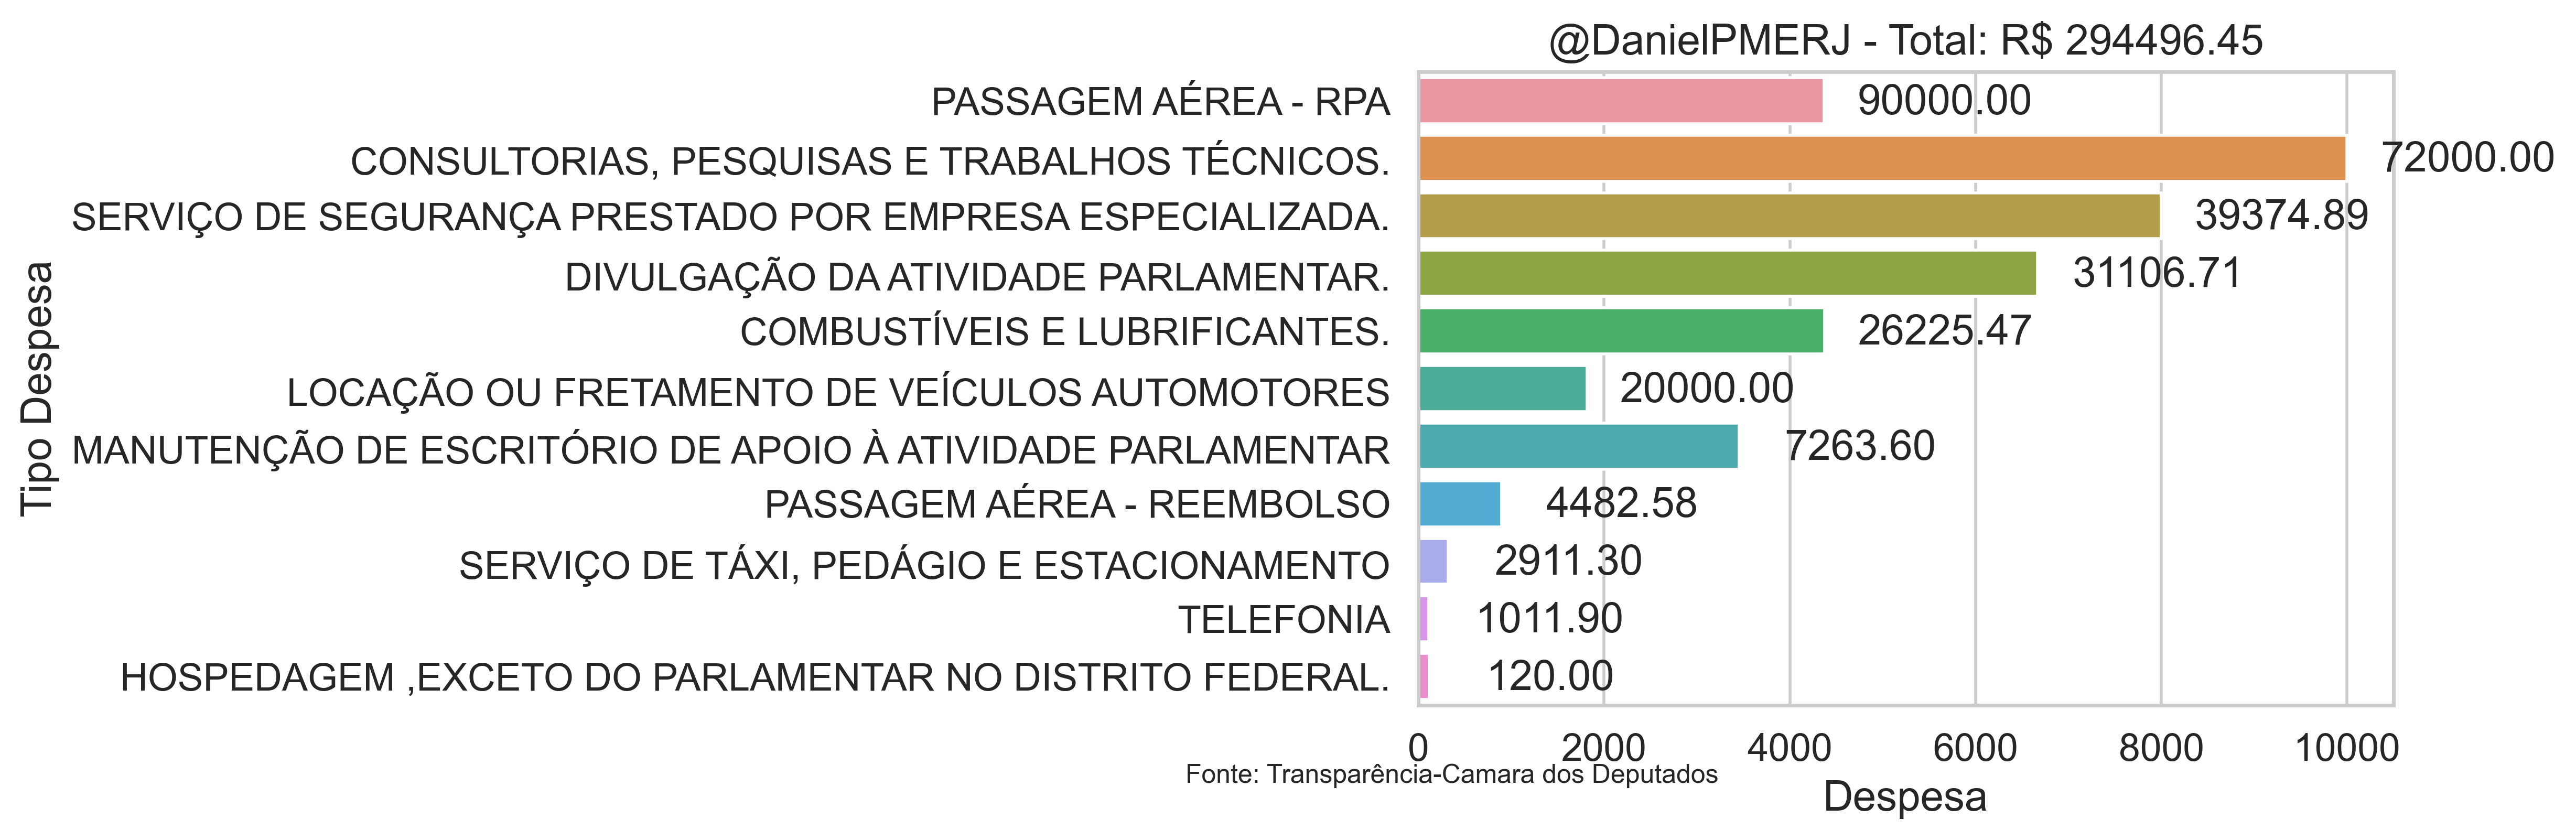 @DanielPMERJ - Total: R$ 294496.45
PASSAGEM AÉREA - RPA 90000.00
CONSULTORIAS, PESQUISAS E TRABALHOS TÉCNICOS. 72000.00
SERVIÇO DE SEGURANÇA PRESTADO POR EMPRESA ESPECIALIZADA. 39374.89
DIVULGAÇÃO DA ATIVIDADE PARLAMENTAR. 31106.71
COMBUSTÍVEIS E LUBRIFICANTES. 26225.47
LOCAÇÃO OU FRETAMENTO DE VEÍCULOS AUTOMOTORES 20000.00
MANUTENÇÃO DE ESCRITÓRIO DE APOIO À ATIVIDADE PARLAMENTAR 7263.60
PASSAGEM AÉREA - REEMBOLSO 4482.58
SERVIÇO DE TÁXI, PEDÁGIO E ESTACIONAMENTO 2911.30
TELEFONIA 1011.90
HOSPEDAGEM ,EXCETO DO PARLAMENTAR NO DISTRITO FEDERAL. 120.00
Tipo Despesa
0 2000 4000 6000 8000 10000
Fonte: Transparência-Camara dos Deputados
Despesa